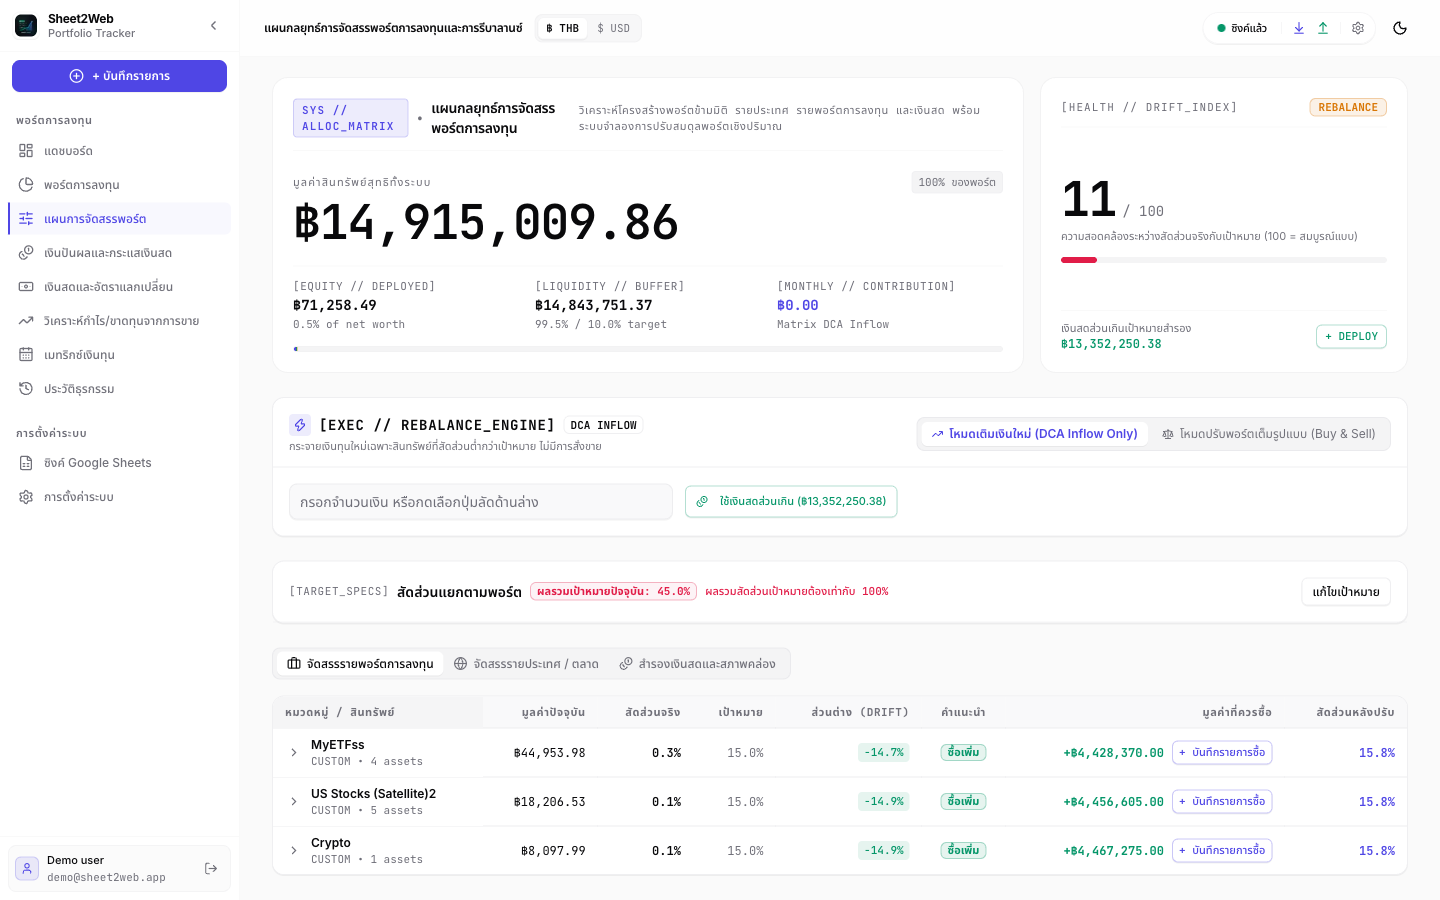 Sheet2Web
Portfolio Tracker
+ บันทึกรายการ
พอร์ตการลงทุน
แดชบอร์ด
พอร์ตการลงทุน
แผนการจัดสรรพอร์ต
เงินปันผลและกระแสเงินสด
เงินสดและอัตราแลกเปลี่ยน
วิเคราะห์กำไร/ขาดทุนจากการขาย
เมทริกซ์เงินทุน
ประวัติธุรกรรม
การตั้งค่าระบบ
ซิงค์ Google Sheets
การตั้งค่าระบบ
Demo user
demo@sheet2web.app
แผนกลยุทธ์การจัดสรรพอร์ตการลงทุนและการรีบาลานซ์
฿ THB $ USD
ซิงค์แล้ว
SYS //
ALLOC_MATRIX
• แผนกลยุทธ์การจัดสรร
พอร์ตการลงทุน
วิเคราะห์โครงสร้างพอร์ตข้ามมิติ รายประเทศ รายพอร์ตการลงทุน และเงินสด พร้อม
ระบบจำลองการปรับสมดุลพอร์ตเชิงปริมาณ
มูลค่าสินทรัพย์สุทธิทั้งระบบ
100% ของพอร์ต
฿14,915,009.86
[EQUITY // DEPLOYED]
฿71,258.49
0.5% of net worth
[LIQUIDITY // BUFFER]
฿14,843,751.37
99.5% / 10.0% target
[MONTHLY // CONTRIBUTION]
฿0.00
Matrix DCA Inflow
[HEALTH // DRIFT_INDEX]
REBALANCE
11 / 100
ความสอดคล้องระหว่างสัดส่วนจริงกับเป้าหมาย (100 = สมบูรณ์แบบ)
เงินสดส่วนเกินเป้าหมายสำรอง
฿13,352,250.38
+ DEPLOY
[EXEC // REBALANCE_ENGINE] DCA INFLOW
กระจายเงินทุนใหม่เฉพาะสินทรัพย์ที่สัดส่วนต่ำกว่าเป้าหมาย ไม่มีการสั่งขาย
โหมดเติมเงินใหม่ (DCA Inflow Only)
โหมดปรับพอร์ตเต็มรูปแบบ (Buy & Sell)
กรอกจำนวนเงิน หรือกดเลือกปุ่มลัดด้านล่าง
ใช้เงินสดส่วนเกิน (฿13,352,250.38)
[TARGET_SPECS] สัดส่วนแยกตามพอร์ต ผลรวมเป้าหมายปัจจุบัน: 45.0% ผลรวมสัดส่วนเป้าหมายต้องเท่ากับ 100%
แก้ไขเป้าหมาย
จัดสรรรายพอร์ตการลงทุน
จัดสรรรายประเทศ / ตลาด
สำรองเงินสดและสภาพคล่อง
หมวดหมู่ / สินทรัพย์ มูลค่าปัจจุบัน สัดส่วนจริง เป้าหมาย ส่วนต่าง (DRIFT) คำแนะนำ มูลค่าที่ควรซื้อ สัดส่วนหลังปรับ
MyETFss
CUSTOM • 4 assets
฿44,953.98 0.3% 15.0% -14.7% ซื้อเพิ่ม +฿4,428,370.00 + บันทึกรายการซื้อ 15.8%
US Stocks (Satellite)2
CUSTOM • 5 assets
฿18,206.53 0.1% 15.0% -14.9% ซื้อเพิ่ม +฿4,456,605.00 + บันทึกรายการซื้อ 15.8%
Crypto
CUSTOM • 1 assets
฿8,097.99 0.1% 15.0% -14.9% ซื้อเพิ่ม +฿4,467,275.00 + บันทึกรายการซื้อ 15.8%